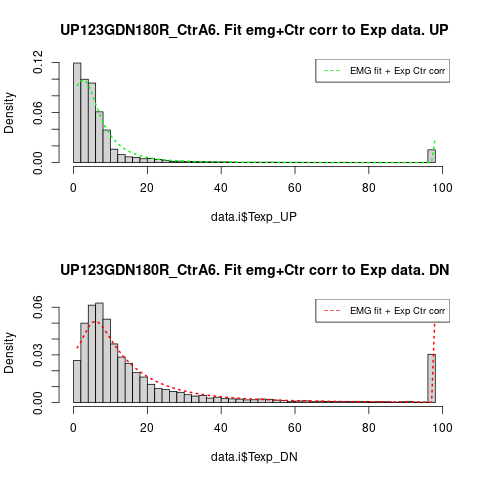 UP123GDN180R_CtrA6. Fit emg+Ctr corr to Exp data. UP
EMG fit + Exp Ctr corr
Density
0.00 0.06 0.12
0 20 40 60 80 100
data.i$Texp_UP
UP123GDN180R_CtrA6. Fit emg+Ctr corr to Exp data. DN
EMG fit + Exp Ctr corr
Density
0.00 0.03 0.06
0 20 40 60 80 100
data.i$Texp_DN